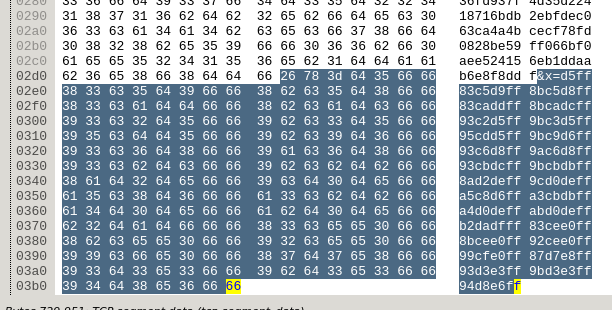 0280 33 36 66 64 39 33 37 66 34 64 33 35 64 32 32 34 36fd937f 4d35d224
0290 31 38 37 31 36 62 64 62 32 65 62 66 64 65 63 30 18716bdb 2ebfdec0
02a0 36 33 63 61 34 61 34 62 63 65 63 66 37 38 66 64 63ca4a4b cecf78fd
02b0 30 38 32 38 62 65 35 39 66 66 30 36 36 62 66 30 0828be59 ff066bf0
02c0 61 65 65 35 32 34 31 35 36 65 62 31 64 64 61 61 aee52415 6eb1ddaa
02d0 62 36 65 38 66 38 64 64 66 26 78 3d 64 35 66 66 b6e8f8dd f&x=d5ff
02e0 38 33 63 35 64 39 66 66 38 62 63 35 64 38 66 66 83c5d9ff 8bc5d8ff
02f0 38 33 63 61 64 64 66 66 38 62 63 61 64 63 66 66 83caddff 8bcadcff
0300 39 33 63 32 64 35 66 66 39 62 63 33 64 35 66 66 93c2d5ff 9bc3d5ff
0310 39 35 63 64 64 35 66 66 39 62 63 39 64 36 66 66 95cdd5ff 9bc9d6ff
0320 39 33 63 36 64 38 66 66 39 61 63 36 64 38 66 66 93c6d8ff 9ac6d8ff
0330 39 33 63 62 64 63 66 66 39 62 63 62 64 62 66 66 93cbdcff 9bcbdbff
0340 38 61 64 32 64 65 66 66 39 63 64 30 64 65 66 66 8ad2deff 9cd0deff
0350 61 35 63 38 64 36 66 66 61 33 63 62 64 62 66 66 a5c8d6ff a3cbdbff
0360 61 34 64 30 64 65 66 66 61 62 64 30 64 65 66 66 a4d0deff abd0deff
0370 62 32 64 61 64 66 66 66 38 33 63 65 65 30 66 66 b2dadfff 83cee0ff
0380 38 62 63 65 65 30 66 66 39 32 63 65 65 30 66 66 8bcee0ff 92cee0ff
0390 39 39 63 66 65 30 66 66 38 37 64 37 65 38 66 66 99cfe0ff 87d7e8ff
03a0 39 33 64 33 65 33 66 66 39 62 64 33 65 33 66 66 93d3e3ff 9bd3e3ff
03b0 39 34 64 38 65 36 66 66 94d8e6ff
Bytes 720-951: TCP segment data (tcp.segment_data)